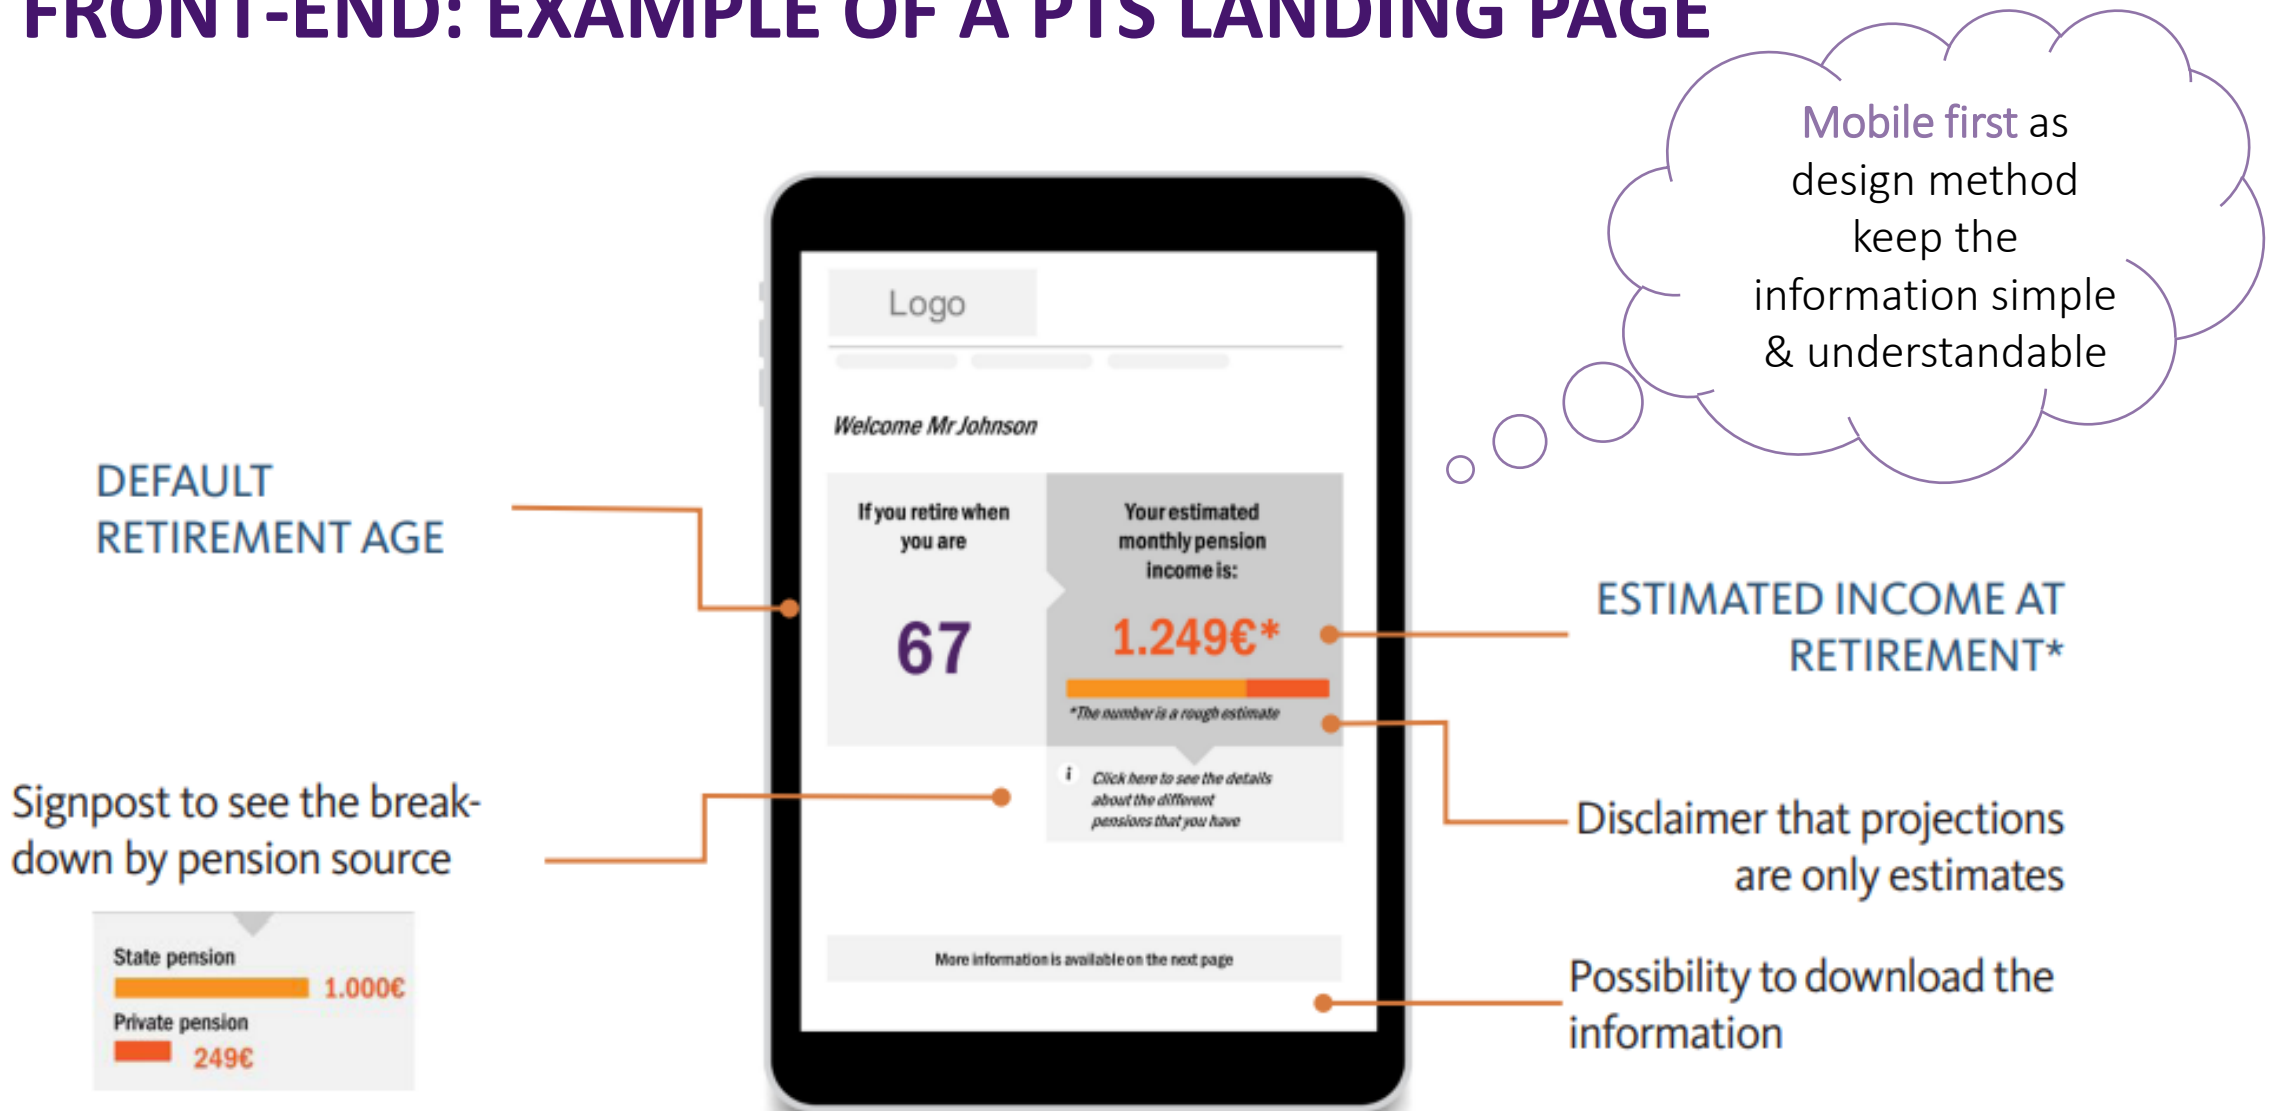 FRONT-END: EXAMPLE OF A PTS LANDING PAGE
Mobile first as
design method
keep the
information simple
& understandable
Logo
Welcome Mr Johnson
DEFAULT
RETIREMENT AGE
If you retire when
you are
67
Your estimated
monthly pension
income is:
1.249€*
*The number is a rough estimate
ESTIMATED INCOME AT
RETIREMENT*
Signpost to see the break-
down by pension source
i
Click here to see the details
about the different
pensions that you have
Disclaimer that projections
are only estimates
State pension
1.000€
Private pension
249€
More information is available on the next page
Possibility to download the
information